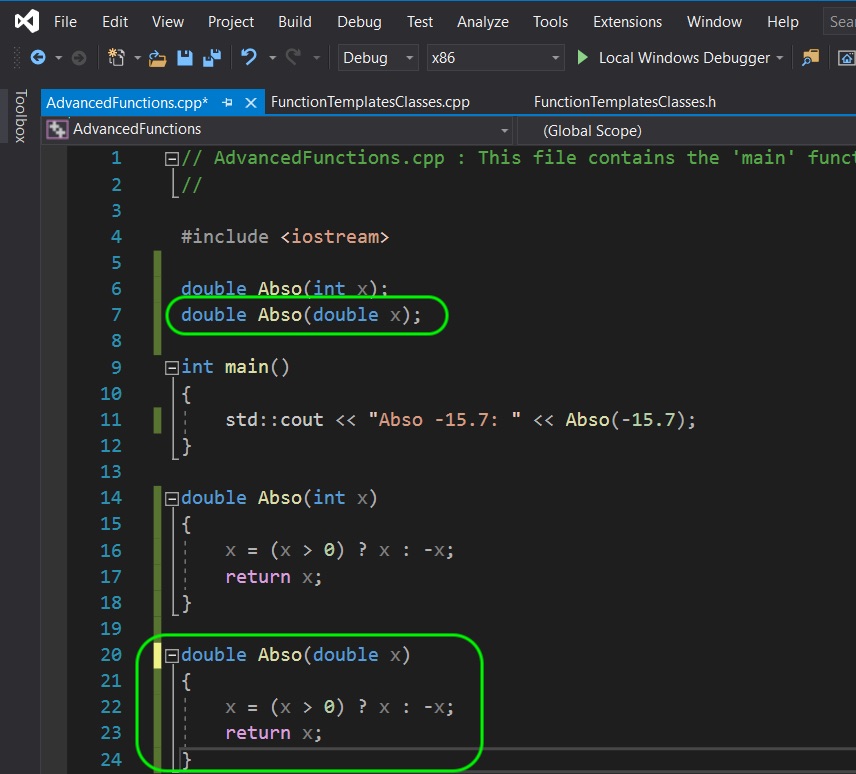 File Edit View Project Build Debug Test Analyze Tools Extensions Window Help Sea
Debug x86 Local Windows Debugger
Toolbox
AdvancedFunctions.cpp* FunctionTemplatesClasses.cpp FunctionTemplatesClasses.h
AdvancedFunctions (Global Scope)
1 // AdvancedFunctions.cpp : This file contains the 'main' funct
2 //
3
4 #include <iostream>
5
6 double Abso(int x);
7 double Abso(double x);
8
9 int main()
10 {
11 std::cout << "Abso -15.7: " << Abso(-15.7);
12 }
13
14 double Abso(int x)
15 {
16 x = (x > 0) ? x : -x;
17 return x;
18 }
19
20 double Abso(double x)
21 {
22 x = (x > 0) ? x : -x;
23 return x;
24 }